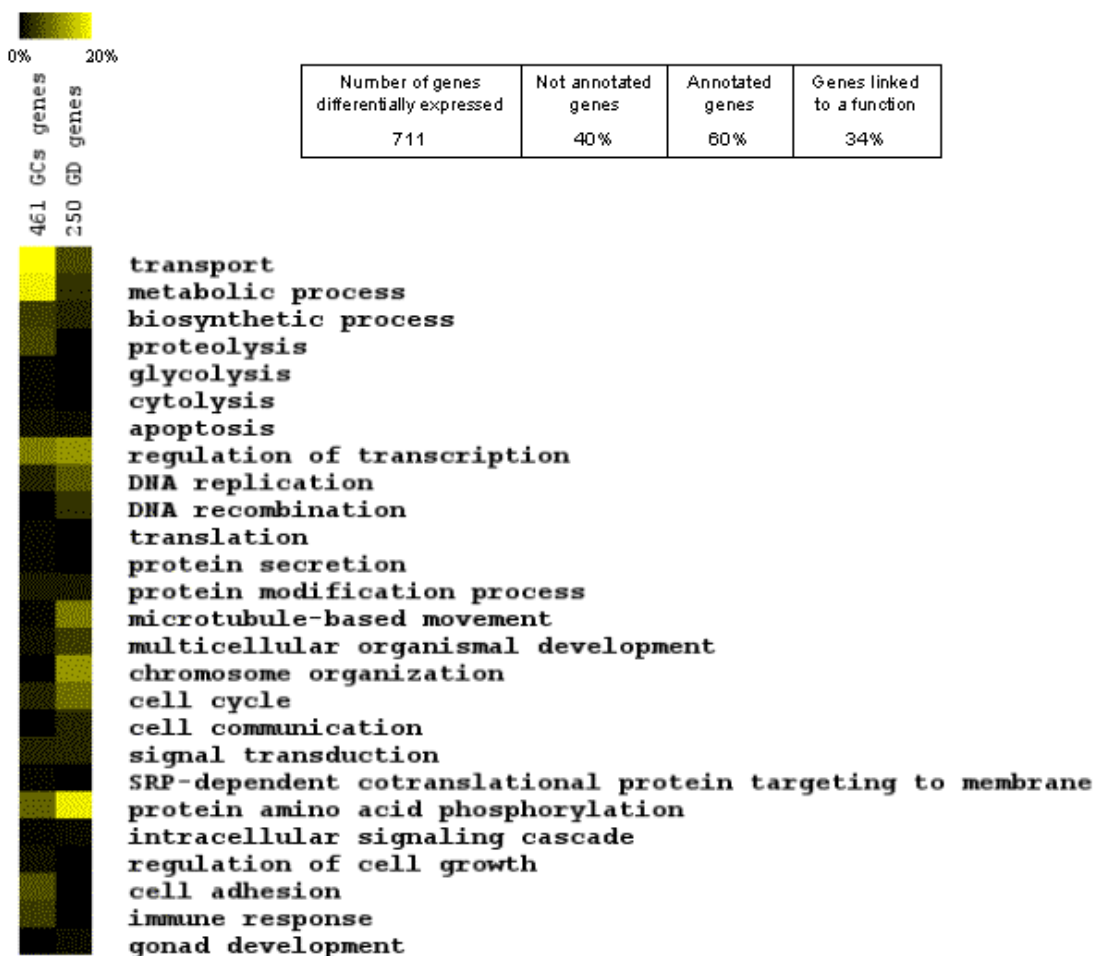 0% 20%
461 GCs genes
250 GD genes
Number of genes differentially expressed
711
Not annotated genes
40%
Annotated genes
60%
Genes linked to a function
34%
transport
metabolic process
biosynthetic process
proteolysis
glycolysis
cytolysis
apoptosis
regulation of transcription
DNA replication
DNA recombination
translation
protein secretion
protein modification process
microtubule-based movement
multicellular organismal development
chromosome organization
cell cycle
cell communication
signal transduction
SRP-dependent cotranslational protein targeting to membrane
protein amino acid phosphorylation
intracellular signaling cascade
regulation of cell growth
cell adhesion
immune response
gonad development